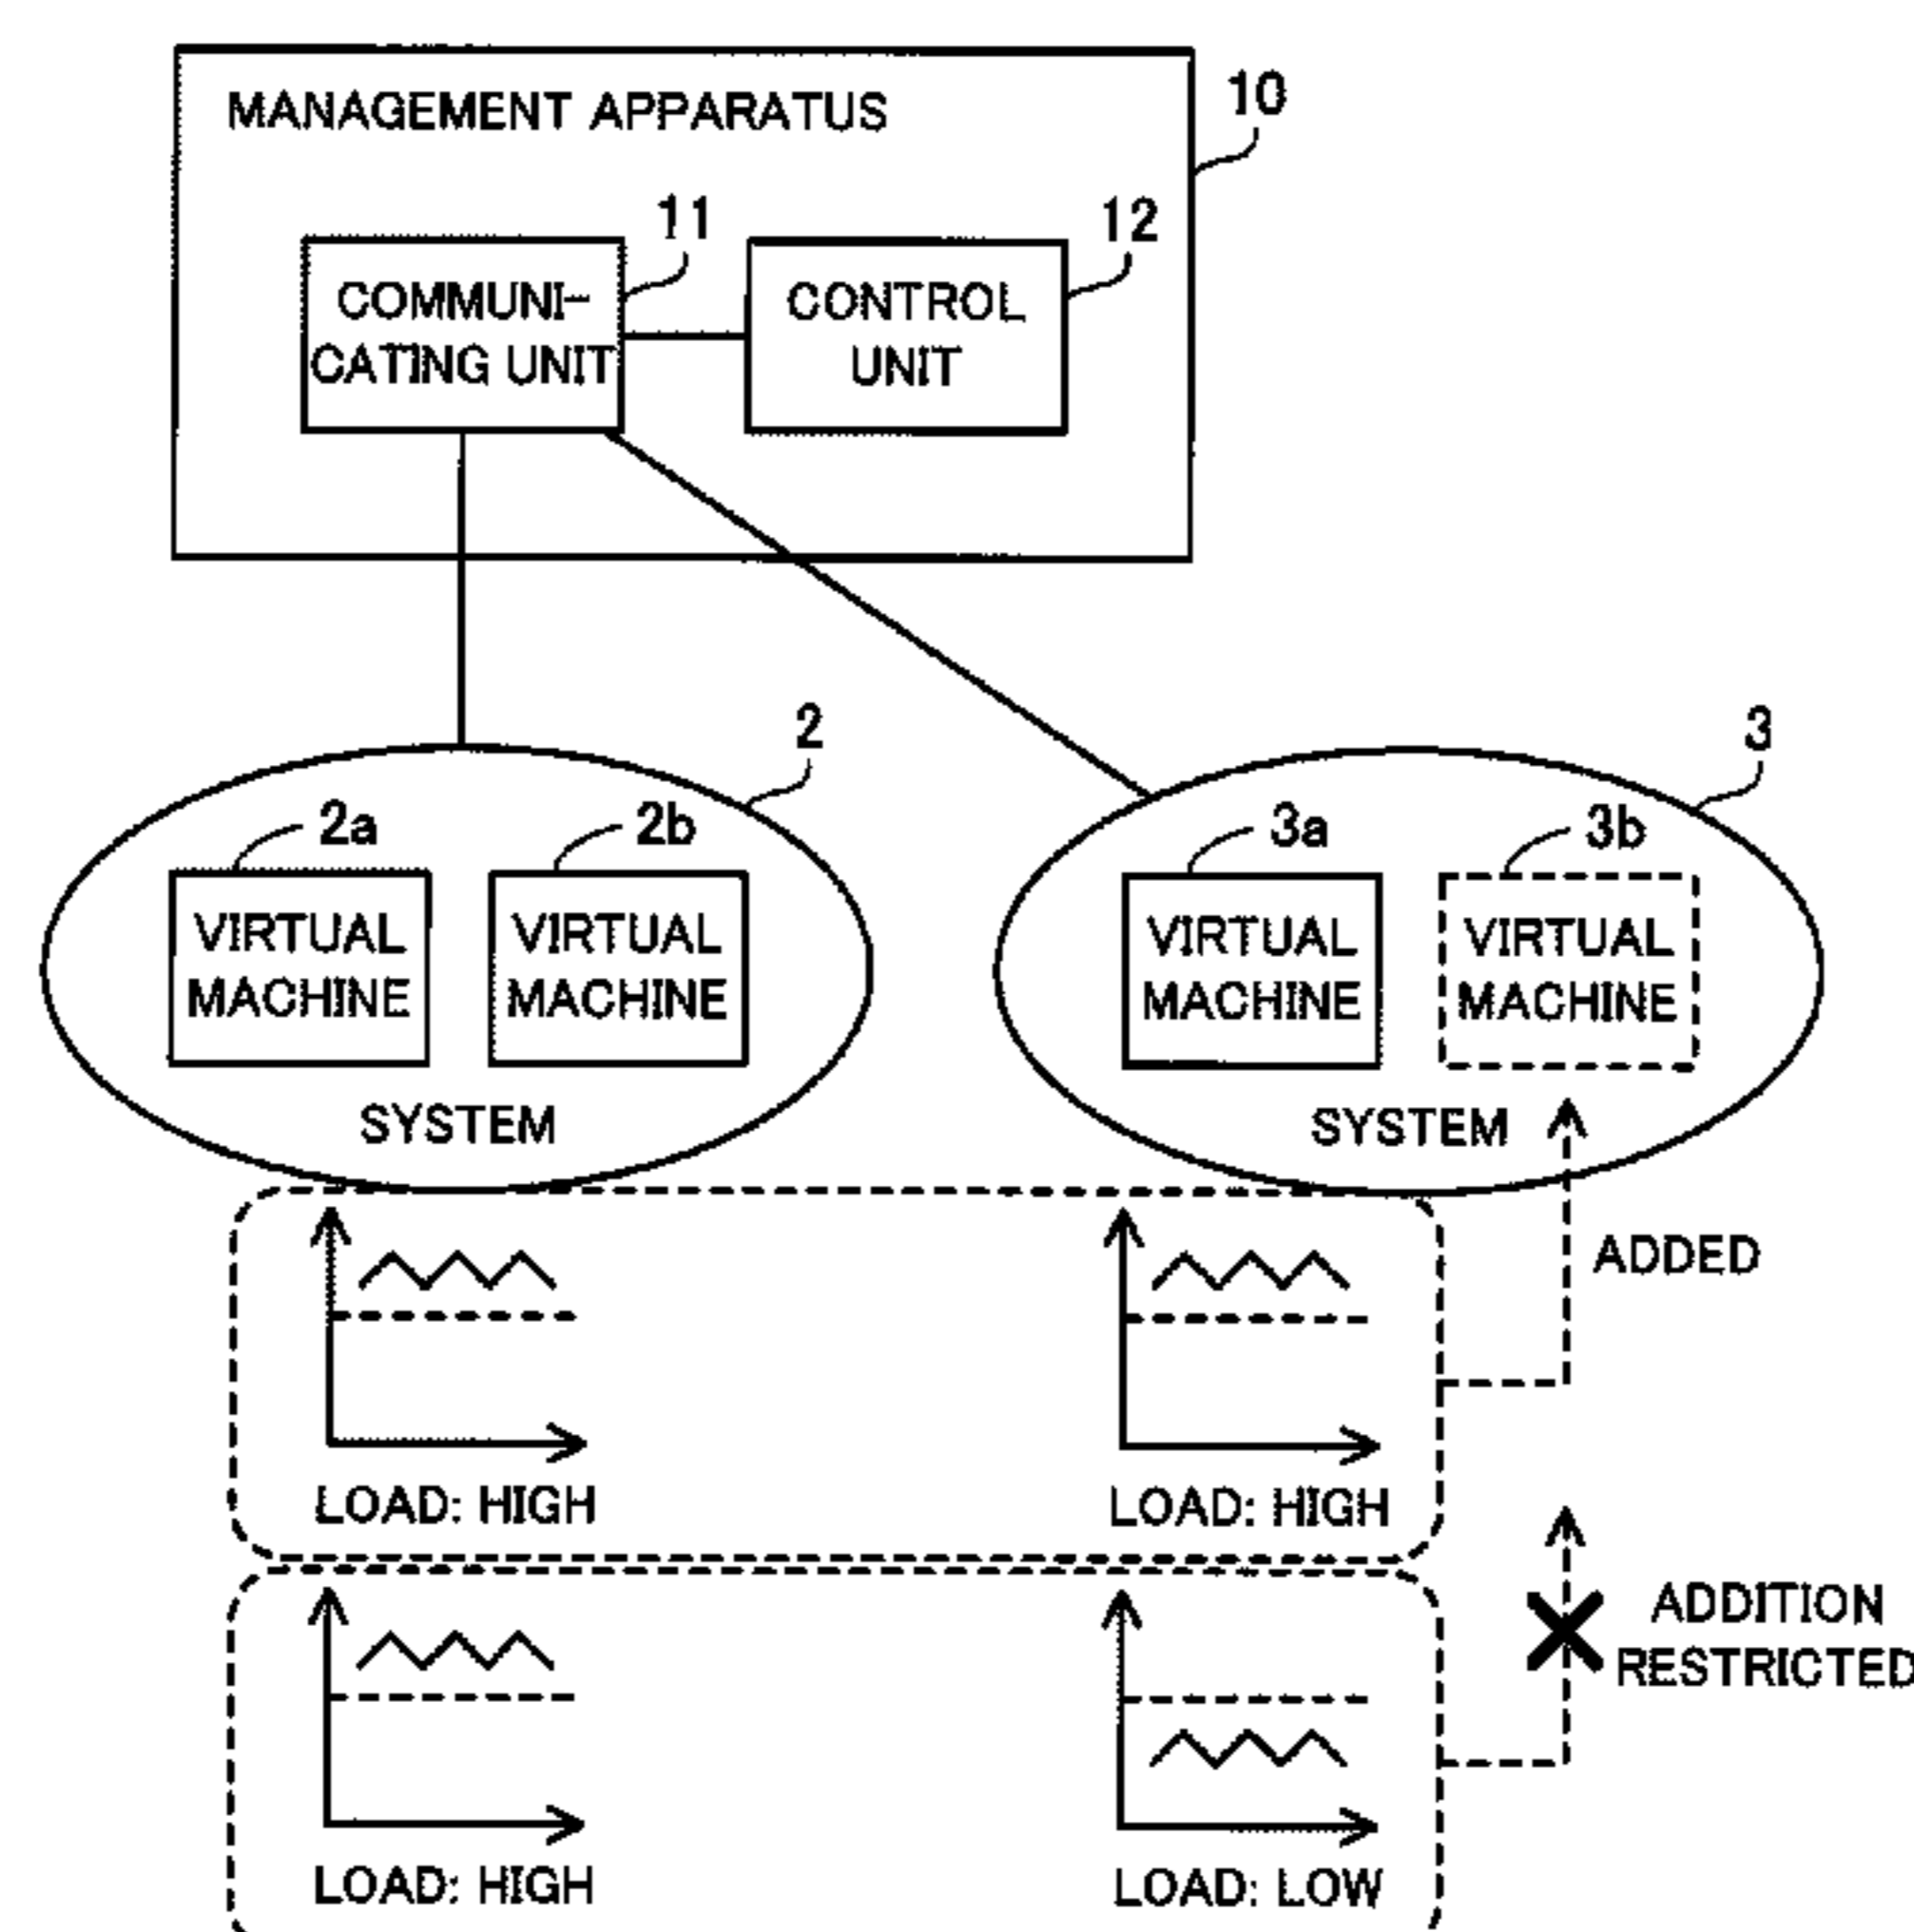 MANAGEMENT APPARATUS
10
11
12
COMMUNI-
CATING UNIT
CONTROL
UNIT
2
3
2a
2b
3a
3b
VIRTUAL
MACHINE
VIRTUAL
MACHINE
VIRTUAL
MACHINE
VIRTUAL
MACHINE
SYSTEM
SYSTEM
ADDED
LOAD: HIGH
LOAD: HIGH
ADDITION
RESTRICTED
LOAD: HIGH
LOAD: LOW